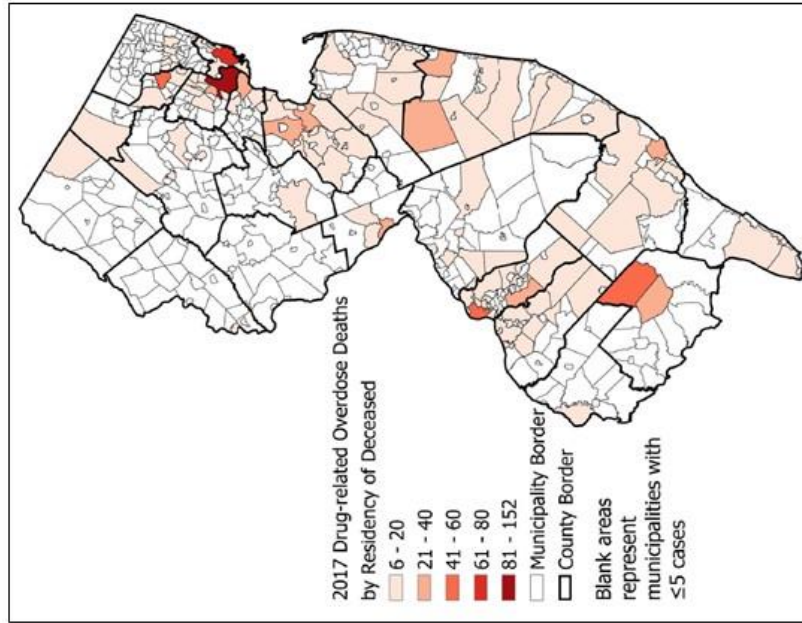 2017 Drug-related Overdose Deaths
by Residency of Deceased
6 - 20
21 - 40
41 - 60
61 - 80
81 - 152
Municipality Border
County Border
Blank areas
represent
municipalities with
≤5 cases